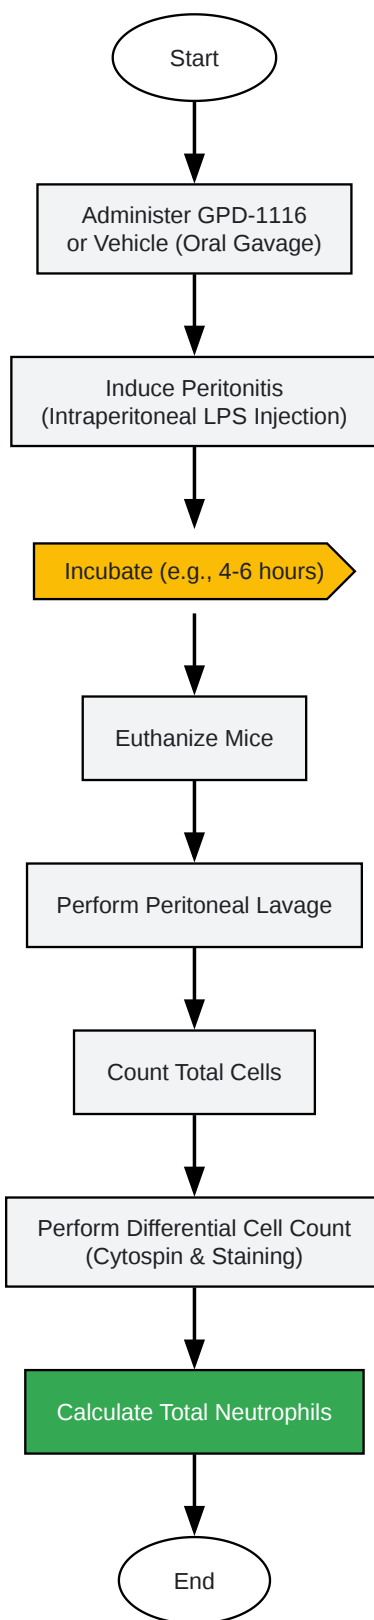 Start
Administer GPD-1116
or Vehicle (Oral Gavage)
Induce Peritonitis
(Intraperitoneal LPS Injection)
Incubate (e.g., 4-6 hours)
Euthanize Mice
Perform Peritoneal Lavage
Count Total Cells
Perform Differential Cell Count
(Cytospin & Staining)
Calculate Total Neutrophils
End